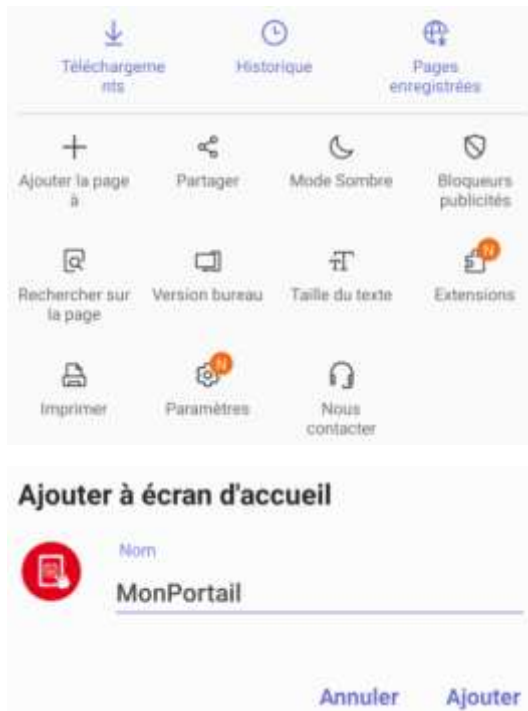 Téléchargeme
nts
Historique
Pages
enregistrées
Ajouter la page
à
Partager
Mode Sombre
Bloqueurs
publicités
Rechercher sur
la page
Version bureau
Taille du texte
N
Extensions
Imprimer
N
Paramètres
Nous
contacter
Ajouter à écran d'accueil
Nom
MonPortail
Annuler Ajouter